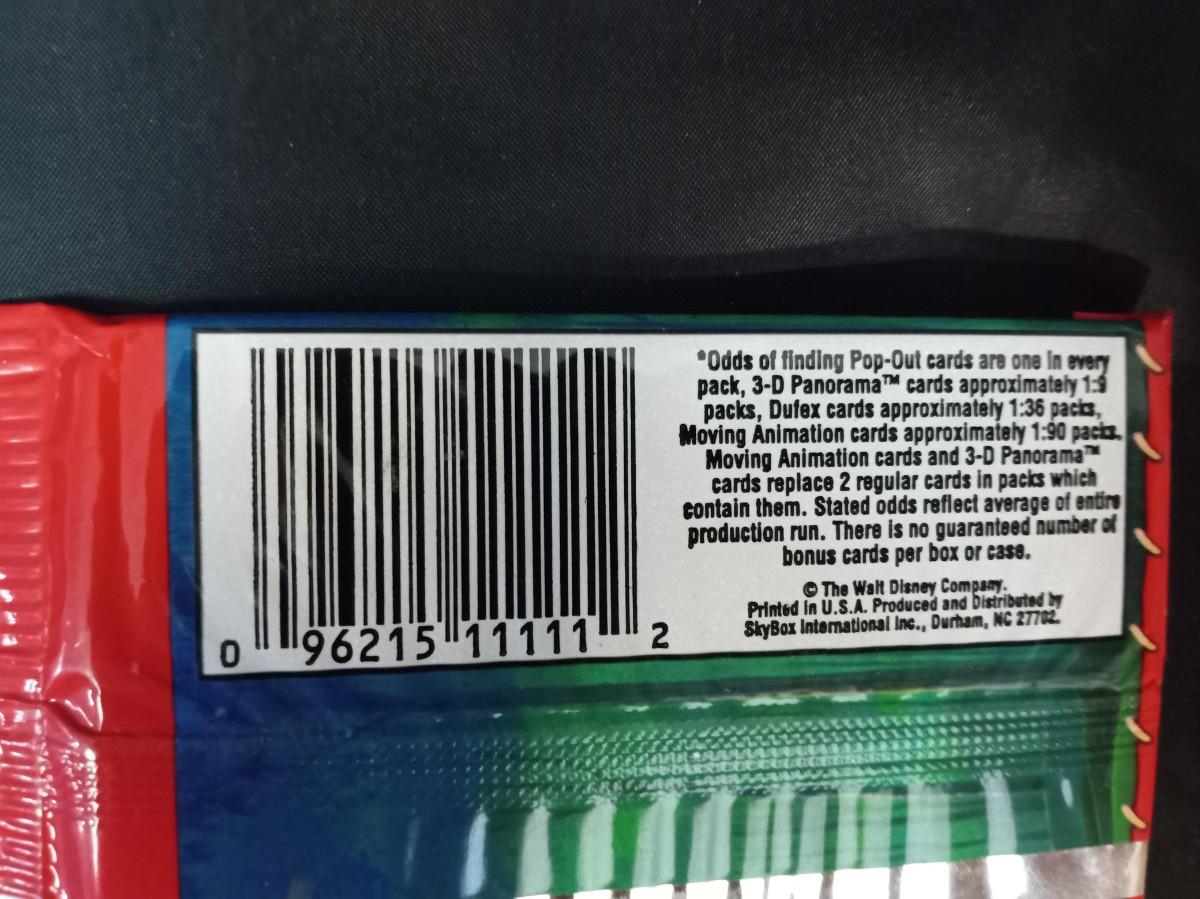 0 96215 11111 2
*Odds of finding Pop-Out cards are one in every
pack, 3-D Panorama™ cards approximately 1:9
packs, Dufex cards approximately 1:36 packs,
Moving Animation cards approximately 1:90 packs.
Moving Animation cards and 3-D Panorama™
cards replace 2 regular cards in packs which
contain them. Stated odds reflect average of entire
production run. There is no guaranteed number of
bonus cards per box or case.
© The Walt Disney Company.
Printed in U.S.A. Produced and Distributed by
SkyBox International Inc., Durham, NC 27702.